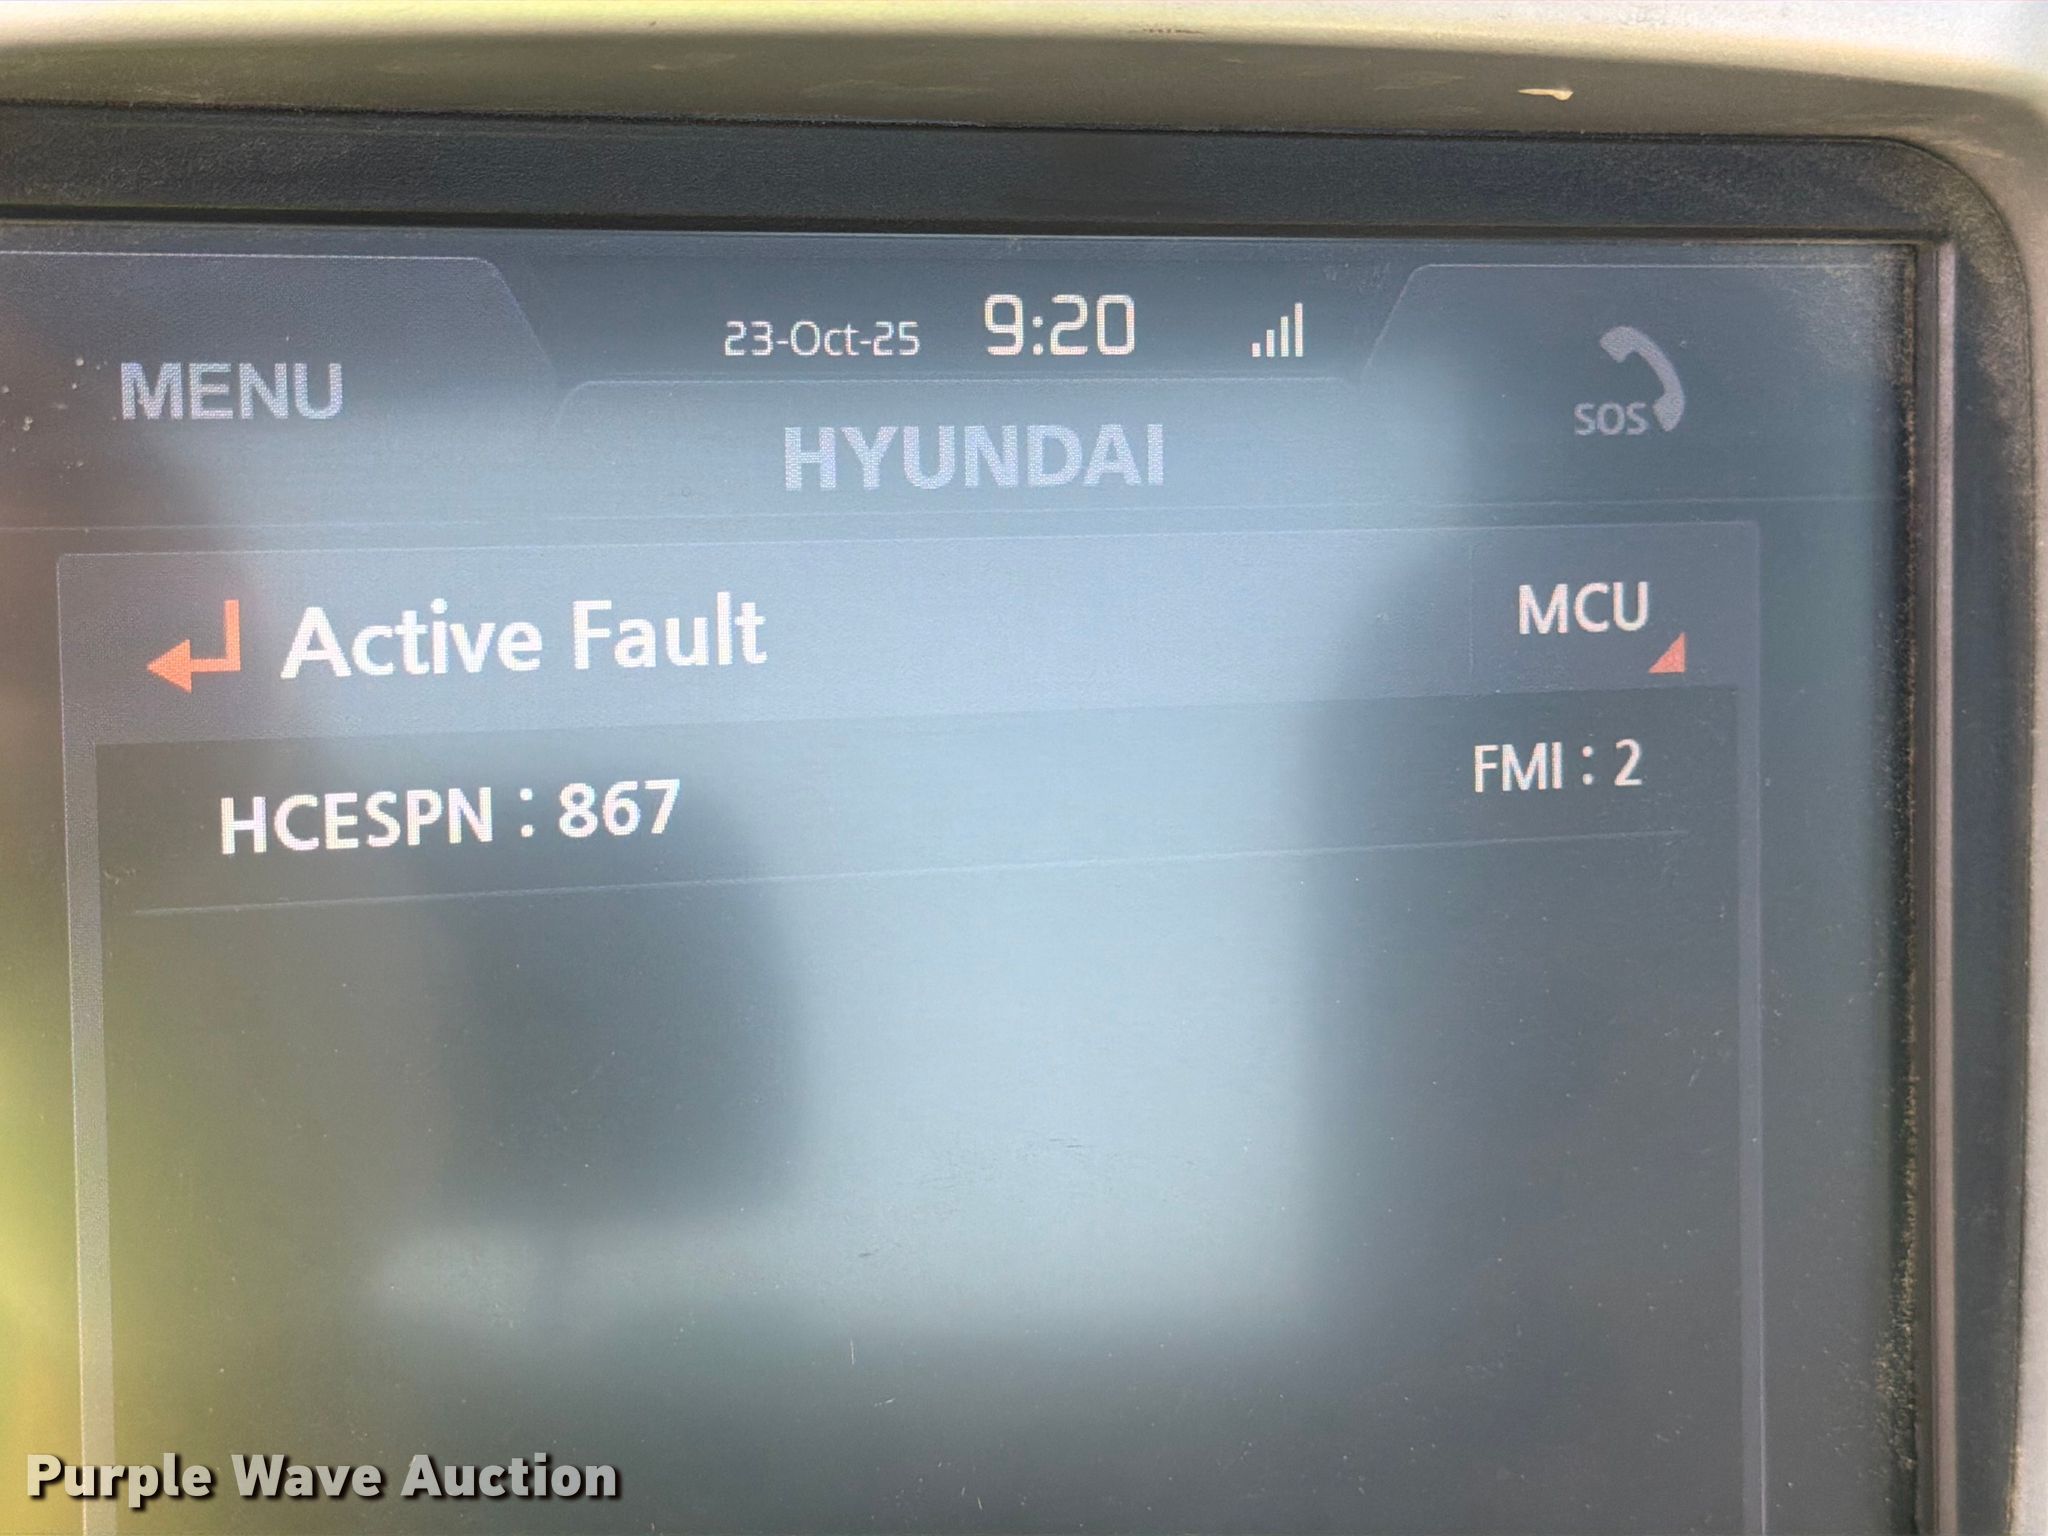 23-Oct-25 9:20
MENU
SOS
HYUNDAI
Active Fault
MCU
HCESPN : 867
FMI : 2
Purple Wave Auction